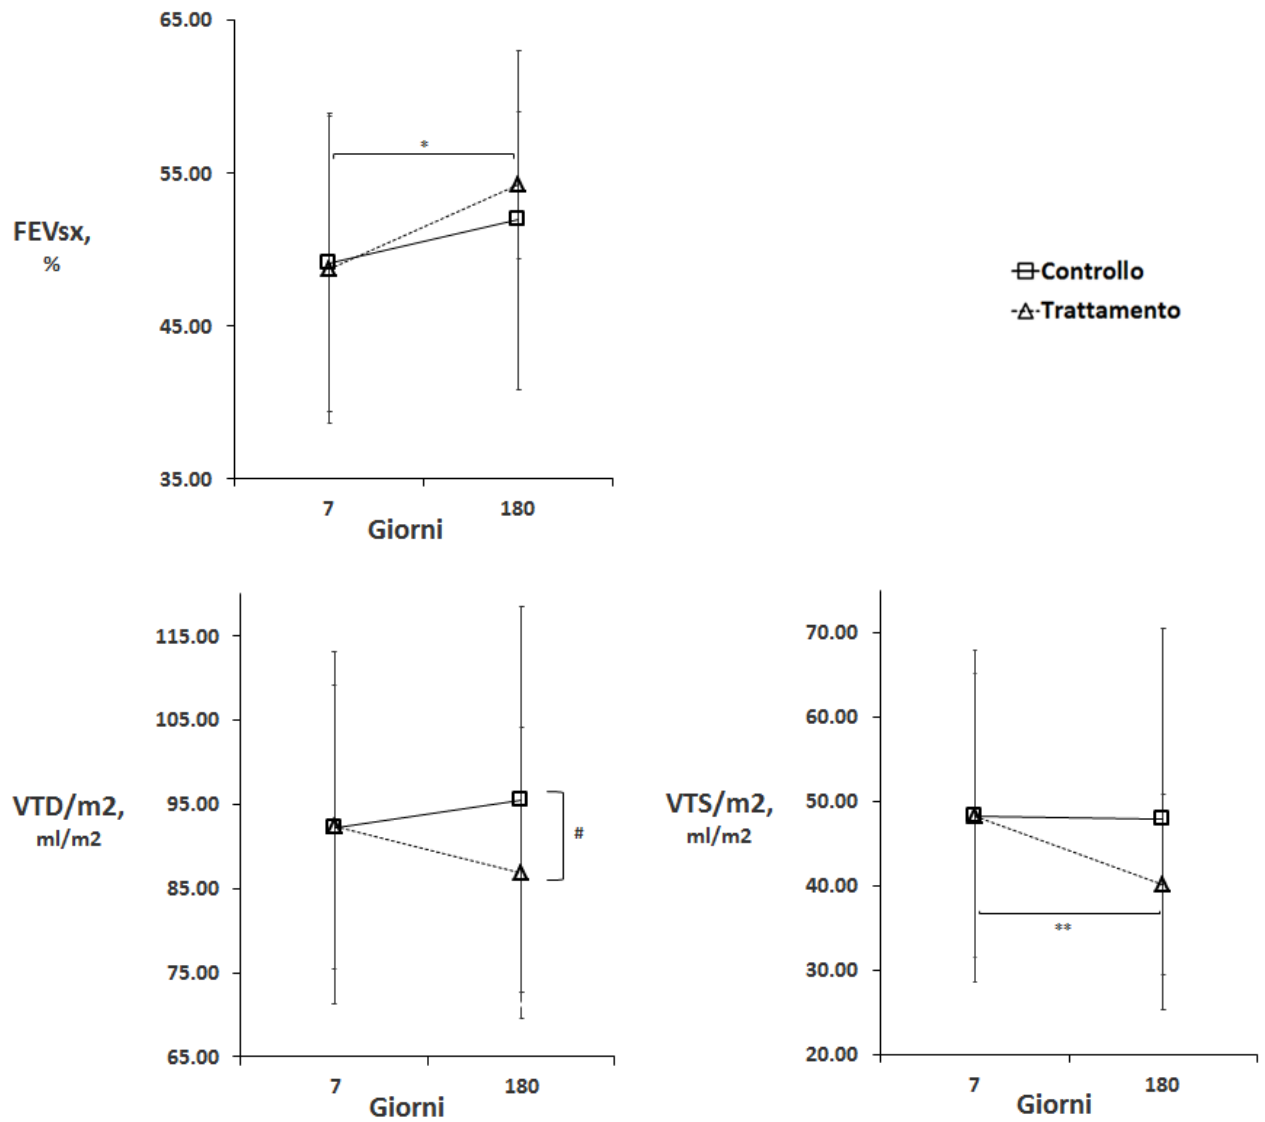 65.00
55.00
45.00
35.00
FEVsx,
%
*
7
180
Giorni
Controllo
Trattamento
115.00
105.00
95.00
85.00
75.00
65.00
VTD/m2,
ml/m2
#
7
180
Giorni
70.00
60.00
50.00
40.00
30.00
20.00
VTS/m2,
ml/m2
**
7
180
Giorni